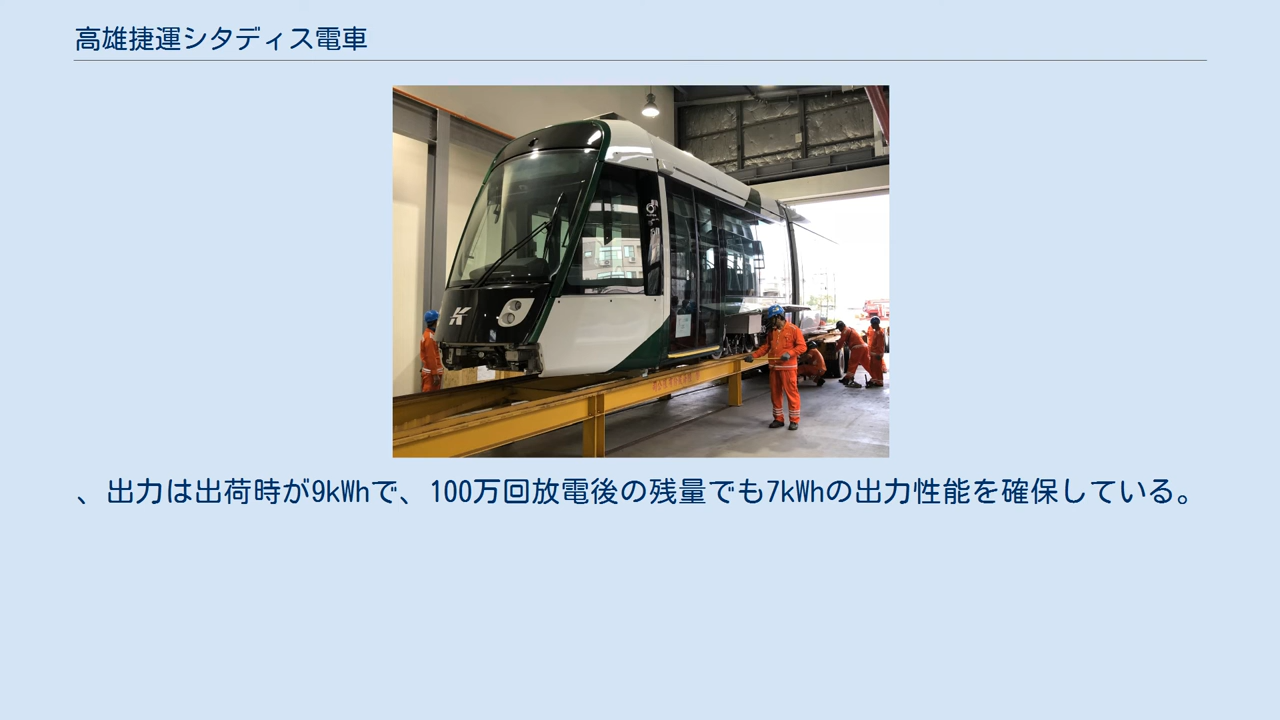 高雄捷運シタディス電車
、出力は出荷時が9kWhで、100万回放電後の残量でも7kWhの出力性能を確保している。